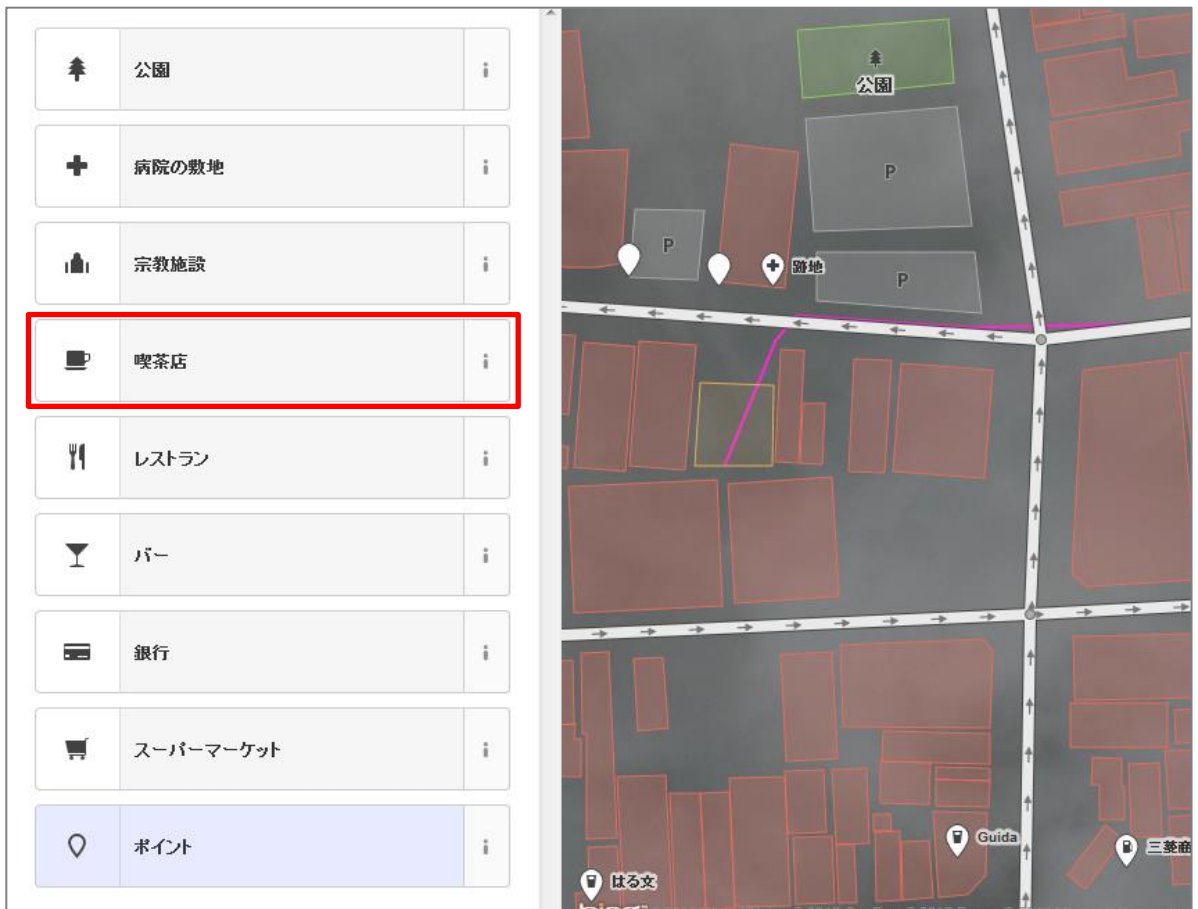 公園
病院の敷地
宗教施設
喫茶店
レストラン
バー
銀行
スーパーマーケット
ポイント
公園
P
P
跡地
P
Guida
三菱商
はる文